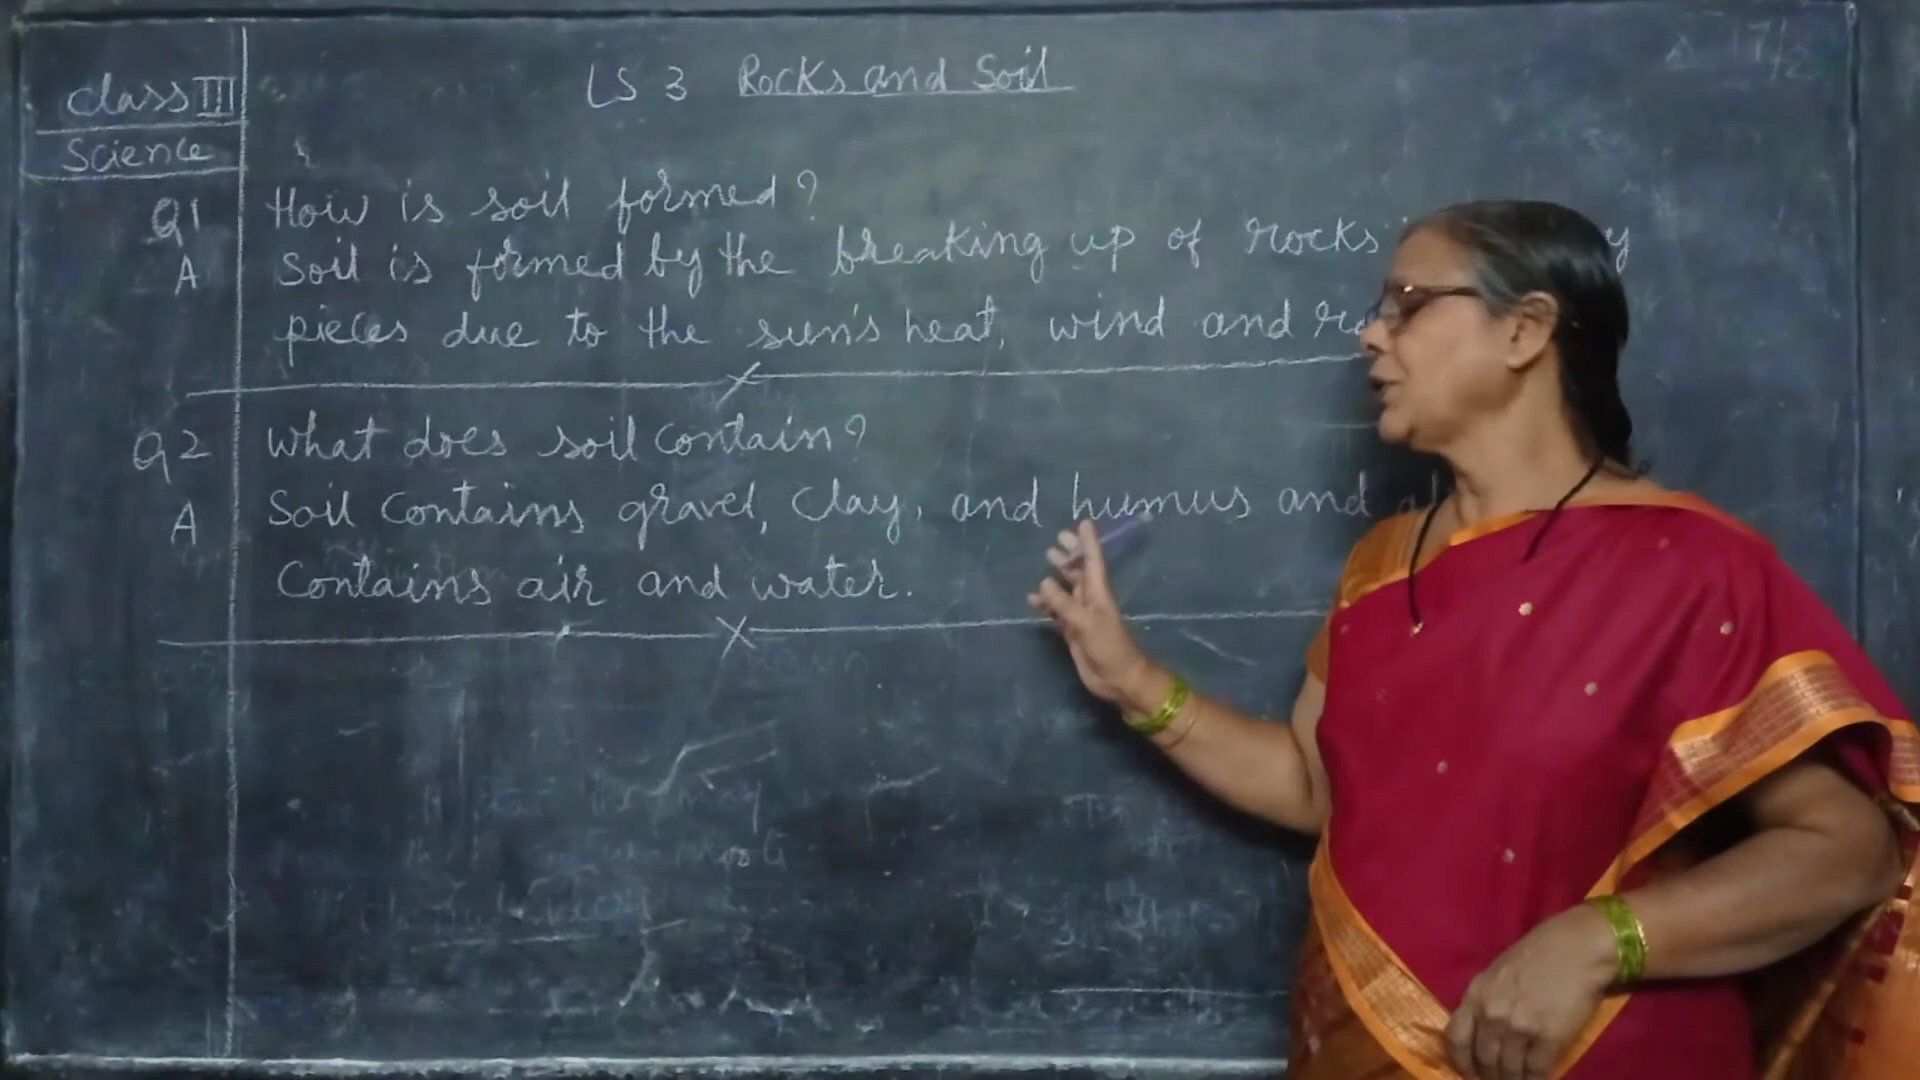 17/2
LS 3 Rocks and Soil
Class III
Science
Q1 How is soil formed?
A Soil is formed by the breaking up of rocks
pieces due to the sun's heat, wind and
Q2 What does soil contain?
A Soil contains gravel, clay, and humus and
contains air and water.